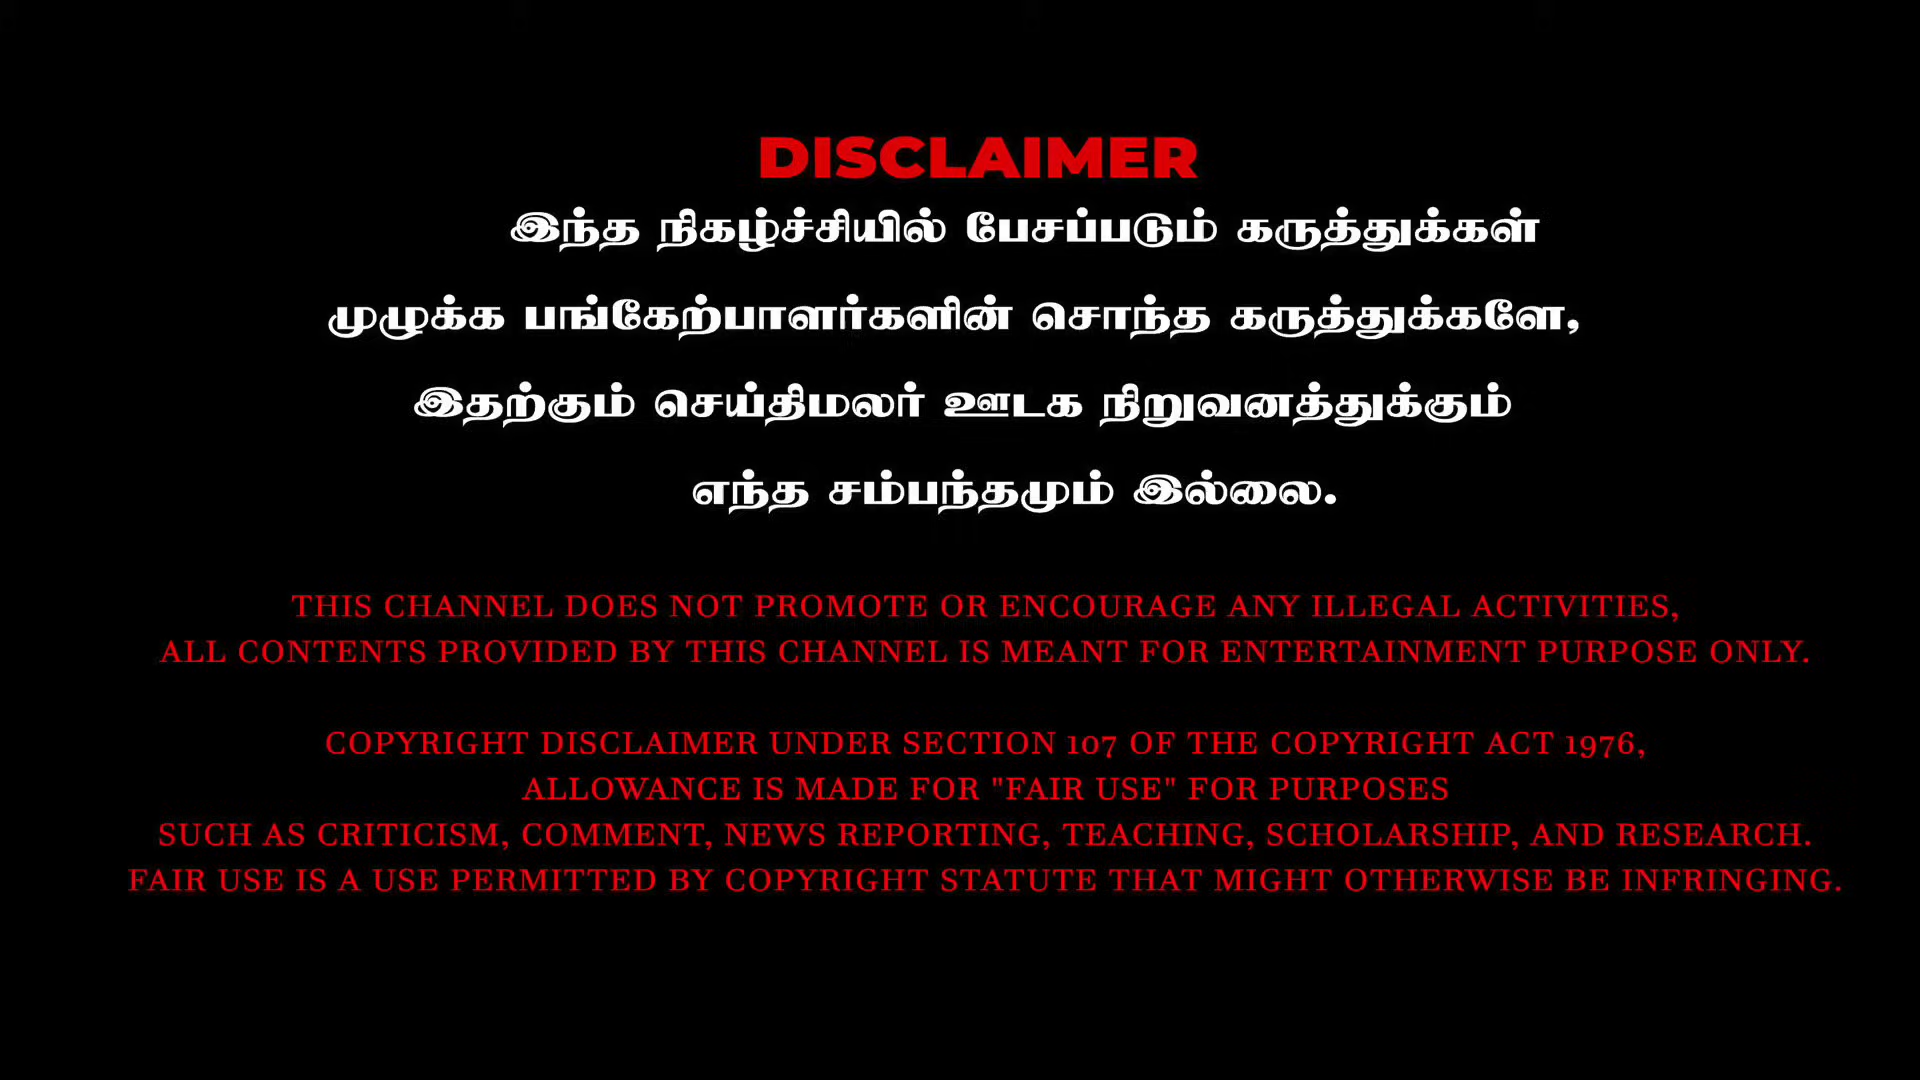 DISCLAIMER
இந்த நிகழ்ச்சியில் பேசப்படும் கருத்துக்கள்
முழுக்க பங்கேற்பாளர்களின் சொந்த கருத்துக்களே,
இதற்கும் செய்திமலர் ஊடக நிறுவனத்துக்கும்
எந்த சம்பந்தமும் இல்லை.
THIS CHANNEL DOES NOT PROMOTE OR ENCOURAGE ANY ILLEGAL ACTIVITIES,
ALL CONTENTS PROVIDED BY THIS CHANNEL IS MEANT FOR ENTERTAINMENT PURPOSE ONLY.
COPYRIGHT DISCLAIMER UNDER SECTION 107 OF THE COPYRIGHT ACT 1976,
ALLOWANCE IS MADE FOR "FAIR USE" FOR PURPOSES
SUCH AS CRITICISM, COMMENT, NEWS REPORTING, TEACHING, SCHOLARSHIP, AND RESEARCH.
FAIR USE IS A USE PERMITTED BY COPYRIGHT STATUTE THAT MIGHT OTHERWISE BE INFRINGING.